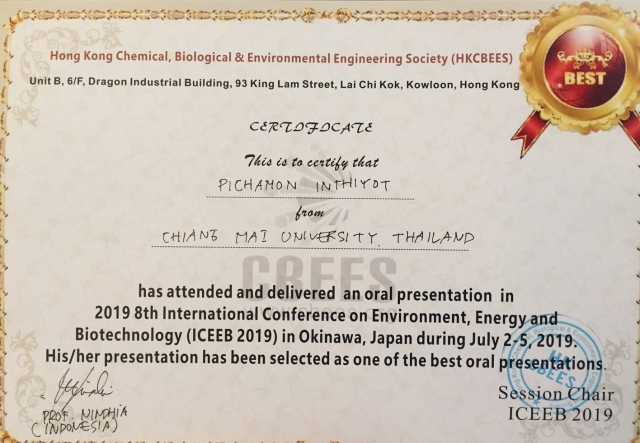 Hong Kong Chemical, Biological & Environmental Engineering Society (HKCBEES)
Unit B, 6/F, Dragon Industrial Building, 93 King Lam Street, Lai Chi Kok, Kowloon, Hong Kong
BEST
CERTIFICATE
This is to certify that
PICHAMON INTHIYOT
from
CHIANG MAI UNIVERSITY, THAILAND
CBEES
has attended and delivered an oral presentation in
2019 8th International Conference on Environment, Energy and
Biotechnology (ICEEB 2019) in Okinawa, Japan during July 2-5, 2019.
His/her presentation has been selected as one of the best oral presentations.
HK
CBEES
PROF. NINDHIA
(INDONESIA)
Session Chair
ICEEB 2019